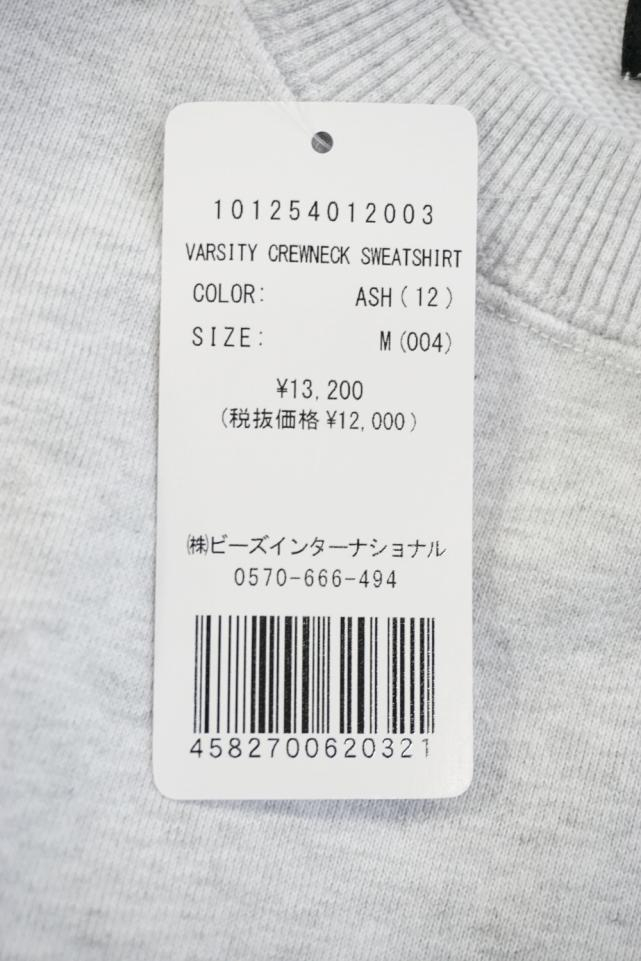 101254012003
VARSITY CREWNECK SWEATSHIRT
COLOR: ASH(12)
SIZE: M(004)
¥13,200
(税抜価格¥12,000)
㈱ビーズインターナショナル
0570-666-494
4582700620321